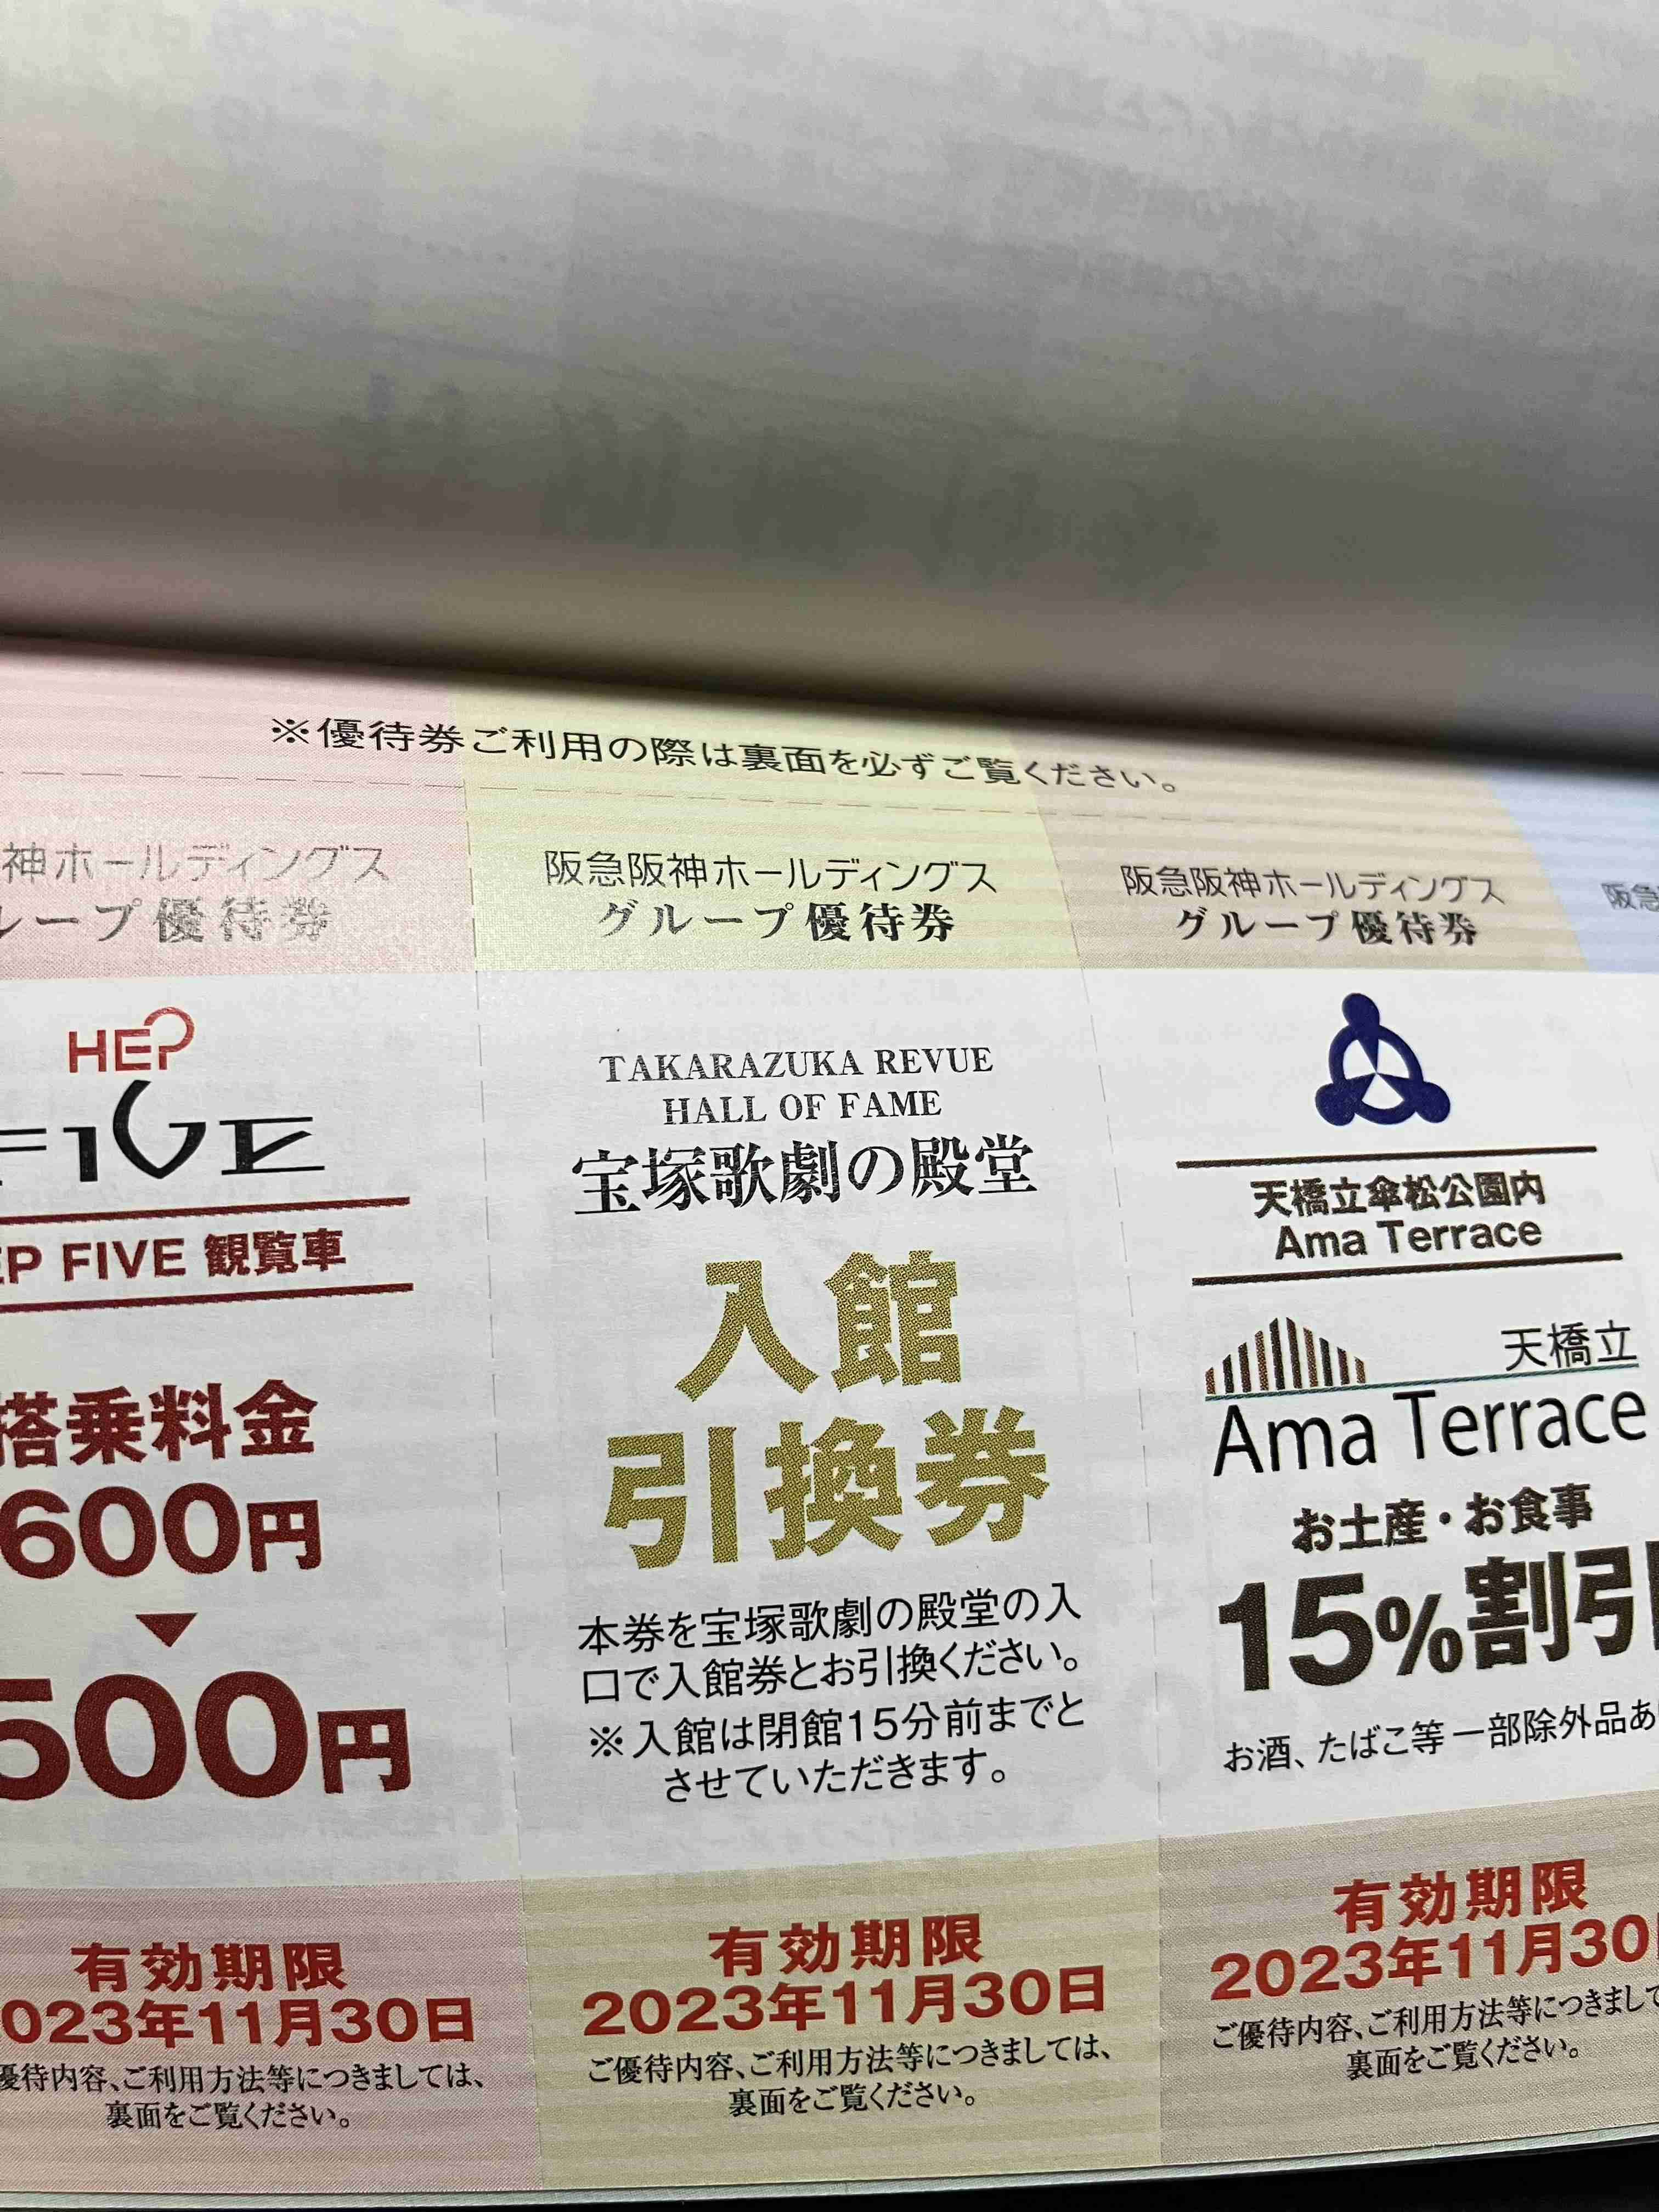 ※優待券ご利用の際は裏面を必ずご覧ください。
神ホールディングス
ループ優待券
HEP
FIVE
EP FIVE 観覧車
搭乗料金
600円
500円
有効期限
023年11月30日
優待内容、ご利用方法等につきましては、
裏面をご覧ください。
阪急阪神ホールディングス
グループ優待券
TAKARAZUKA REVUE
HALL OF FAME
宝塚歌劇の殿堂
入館
引換券
本券を宝塚歌劇の殿堂の入
口で入館券とお引換ください。
※入館は閉館15分前までと
させていただきます。
有効期限
2023年11月30日
ご優待内容、ご利用方法等につきましては、
裏面をご覧ください。
阪急阪神ホールディングス
グループ優待券
天橋立傘松公園内
Ama Terrace
天橋立
Ama Terrace
お土産・お食事
15%割引
お酒、たばこ等一部除外品あ
有効期限
2023年11月30
ご優待内容、ご利用方法等につきまして
裏面をご覧ください。
阪急